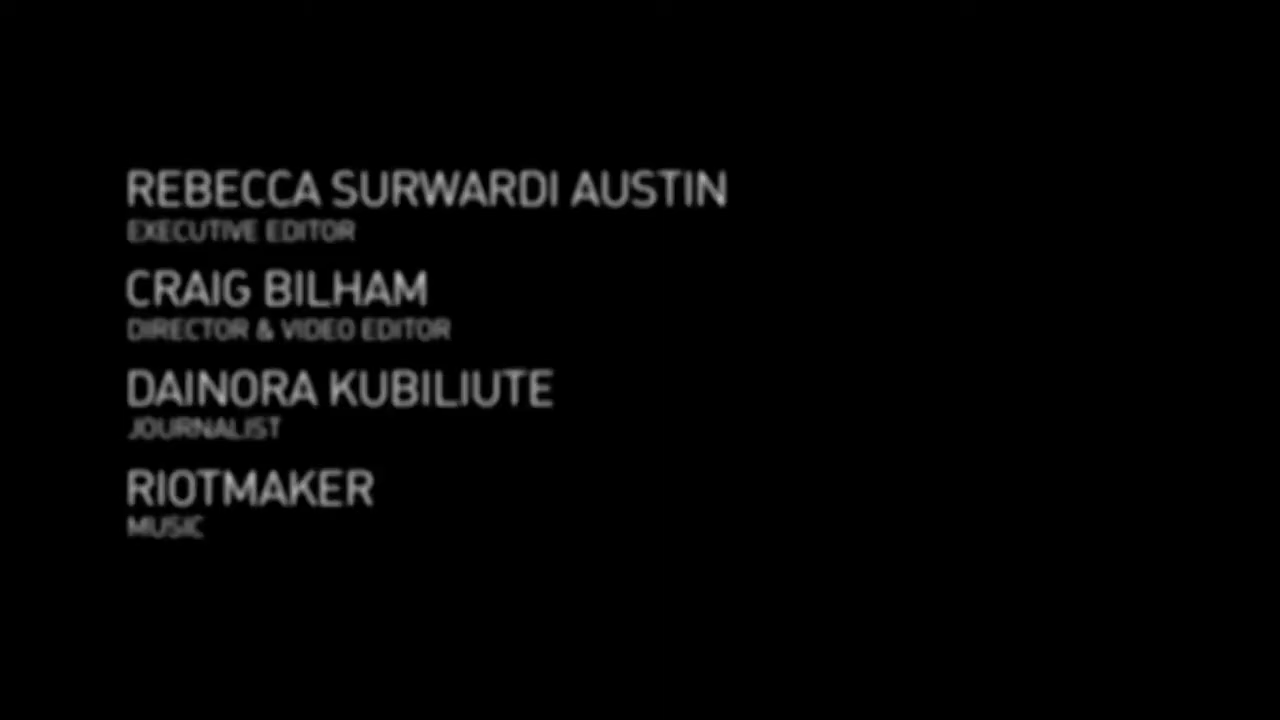 REBECCA SURWARDI AUSTIN
EXECUTIVE EDITOR
CRAIG BILHAM
DIRECTOR & VIDEO EDITOR
DAINORA KUBILIUTE
JOURNALIST
RIOTMAKER
MUSIC